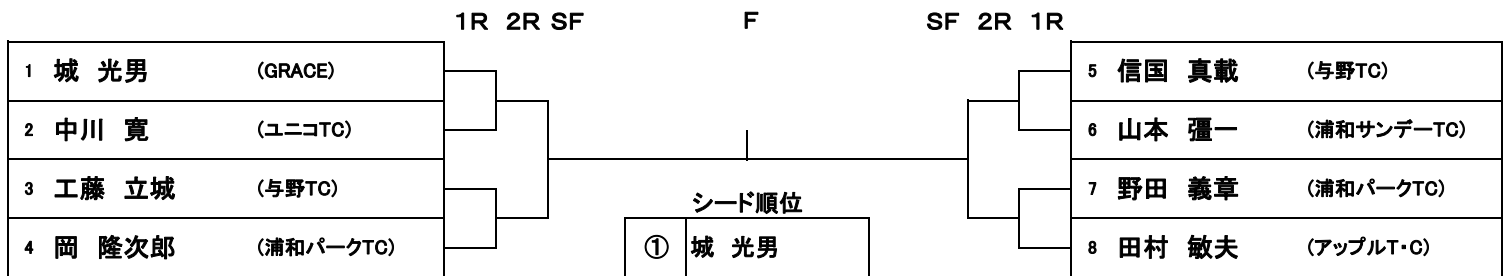 1R 2R SF F SF 2R 1R
1 城 光男 (GRACE)
2 中川 寛 (ユニコTC)
3 工藤 立城 (与野TC)
4 岡 隆次郎 (浦和パークTC)
5 信国 真載 (与野TC)
6 山本 彊一 (浦和サンデーTC)
7 野田 義章 (浦和パークTC)
8 田村 敏夫 (アップルT・C)
シード順位
① 城 光男